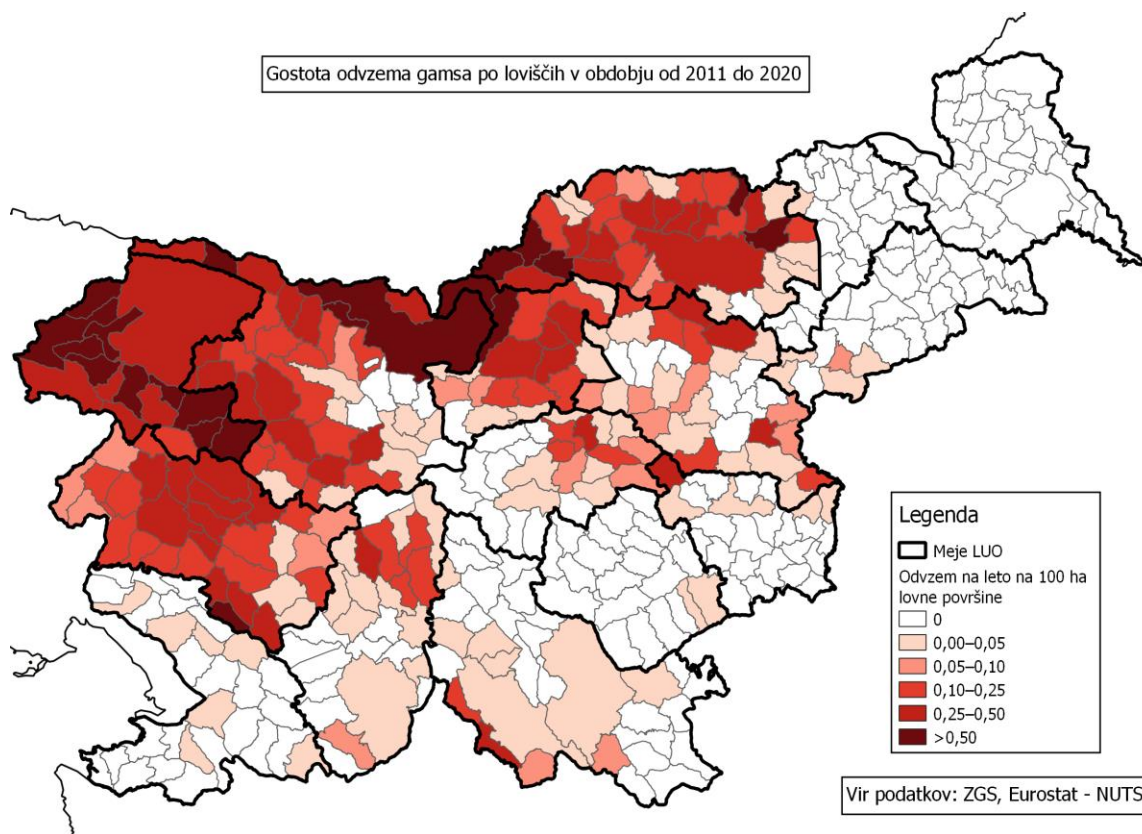 Gostota odvzema gamsa po loviščih v obdobju od 2011 do 2020
Legenda
Meje LUO
Odvzem na leto na 100 ha
lovne površine
0
0,00–0,05
0,05–0,10
0,10–0,25
0,25–0,50
>0,50
Vir podatkov: ZGS, Eurostat - NUTS